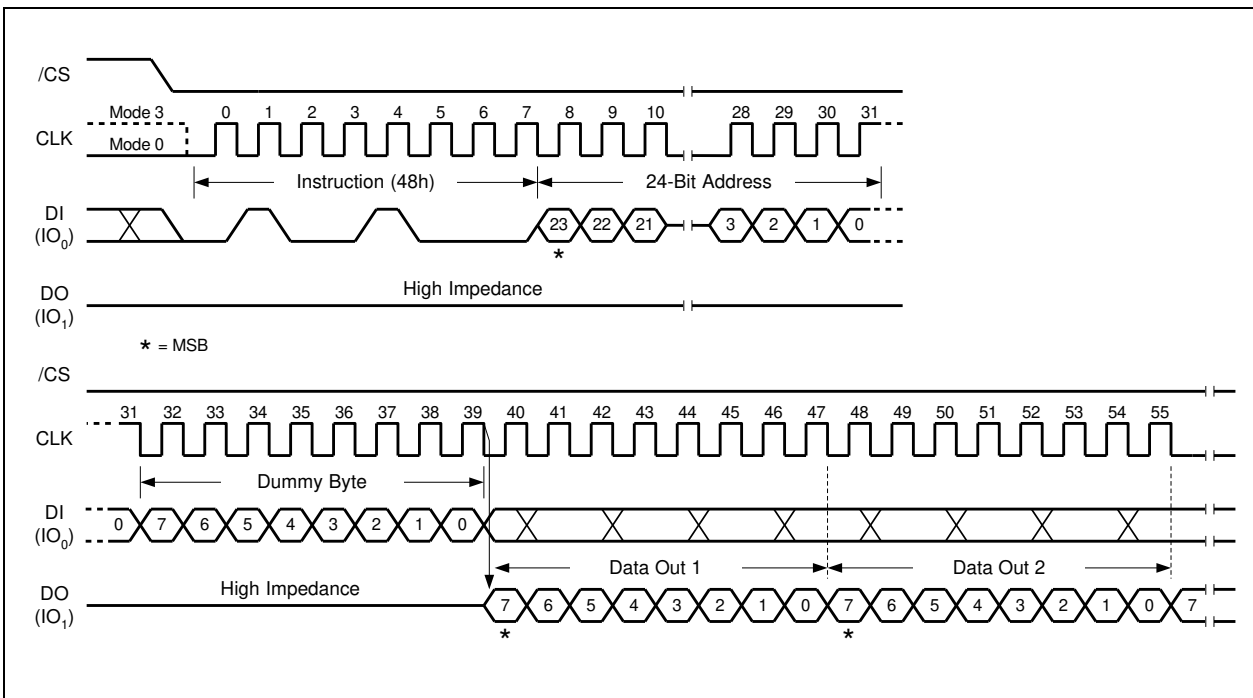 /CS
Mode 3 0 1 2 3 4 5 6 7 8 9 10 28 29 30 31
CLK
Mode 0
Instruction (48h) 24-Bit Address
DI
(IO0)
23 22 21 3 2 1 0
*
High Impedance
DO
(IO1)
* = MSB
/CS
31 32 33 34 35 36 37 38 39 40 41 42 43 44 45 46 47 48 49 50 51 52 53 54 55
CLK
Dummy Byte
DI
(IO0)
0 7 6 5 4 3 2 1 0
Data Out 1 Data Out 2
High Impedance
DO
(IO1)
7 6 5 4 3 2 1 0 7 6 5 4 3 2 1 0 7
* *